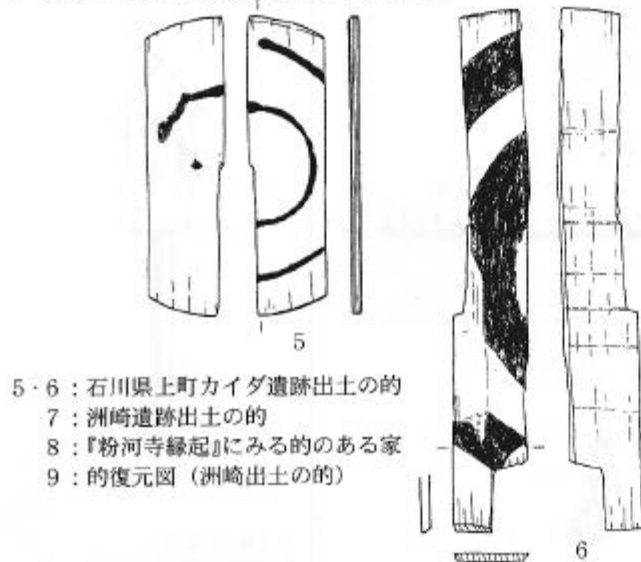 5
5・6：石川県上町カイダ遺跡出土の的
7：洲崎遺跡出土の的
8：『粉河寺縁起』にみる的のある家
9：的復元図（洲崎出土の的）
6